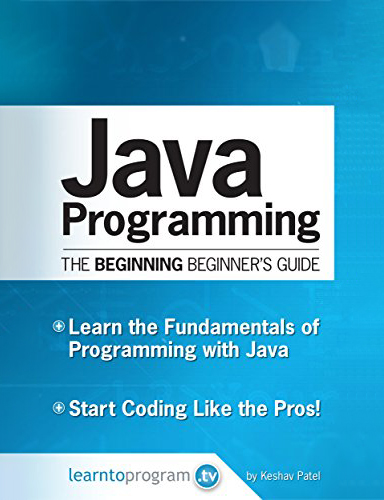 Java
Programming
THE BEGINNING BEGINNER'S GUIDE
Learn the Fundamentals of
Programming with Java
Start Coding Like the Pros!
learntoprogram.tv
by Keshav Patel